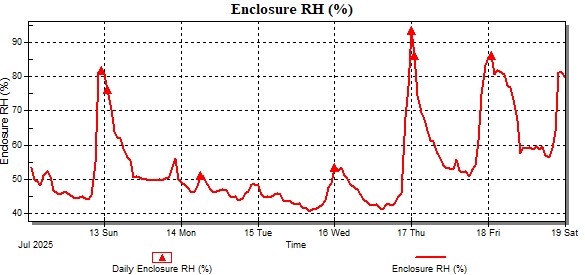 Enclosure RH (%)
Enclosure RH (%)
90
80
70
60
50
40
13 Sun 14 Mon 15 Tue 16 Wed 17 Thu 18 Fri 19 Sat
Jul 2025 Time
Daily Enclosure RH (%) Enclosure RH (%)